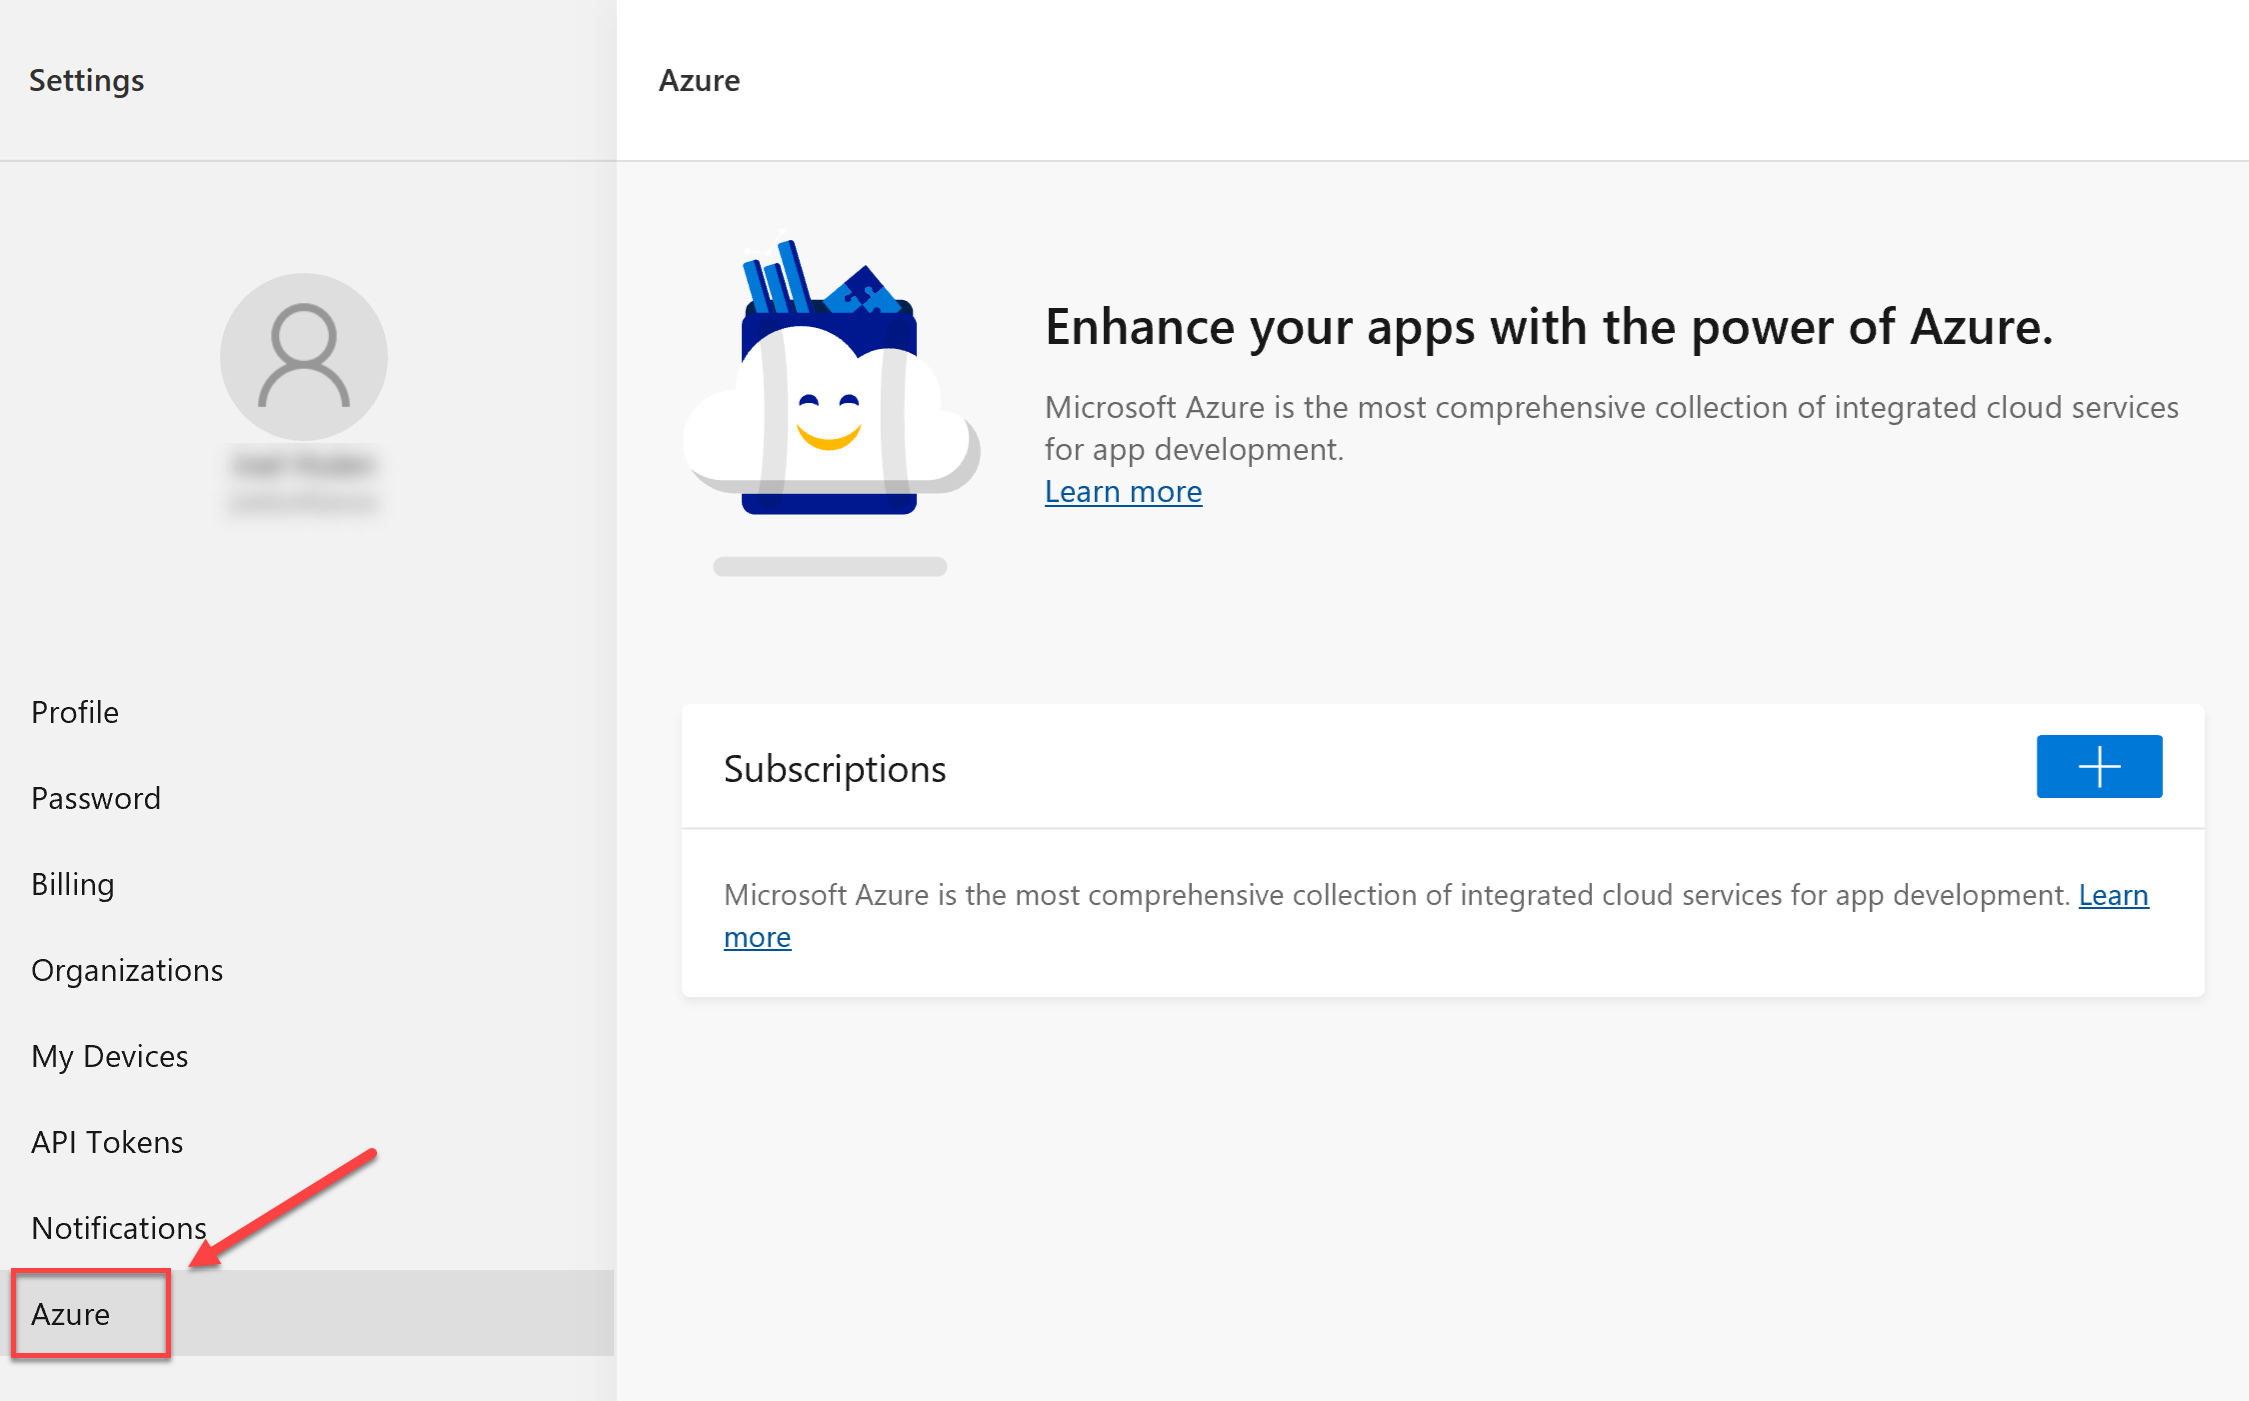 Settings
Azure
Enhance your apps with the power of Azure.
Microsoft Azure is the most comprehensive collection of integrated cloud services
for app development.
Learn more
Profile
Password
Billing
Organizations
My Devices
API Tokens
Notifications
Azure
Subscriptions
Microsoft Azure is the most comprehensive collection of integrated cloud services for app development. Learn
more